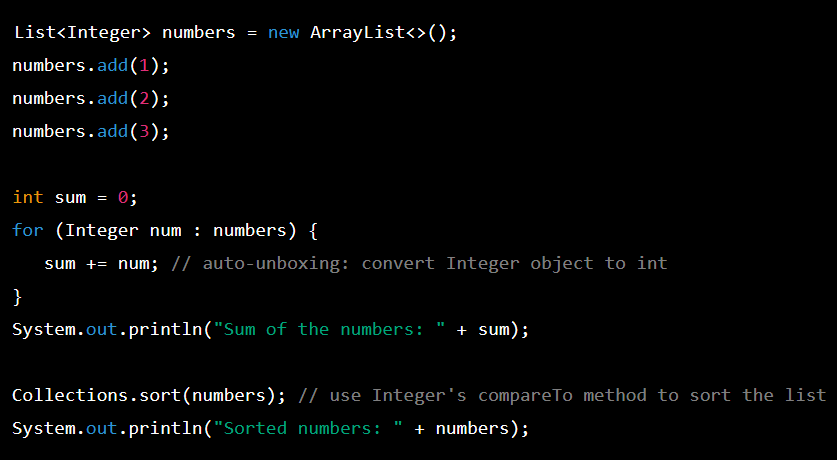 List<Integer> numbers = new ArrayList<>();
numbers.add(1);
numbers.add(2);
numbers.add(3);

int sum = 0;
for (Integer num : numbers) {
   sum += num; // auto-unboxing: convert Integer object to int
}
System.out.println("Sum of the numbers: " + sum);

Collections.sort(numbers); // use Integer's compareTo method to sort the list
System.out.println("Sorted numbers: " + numbers);